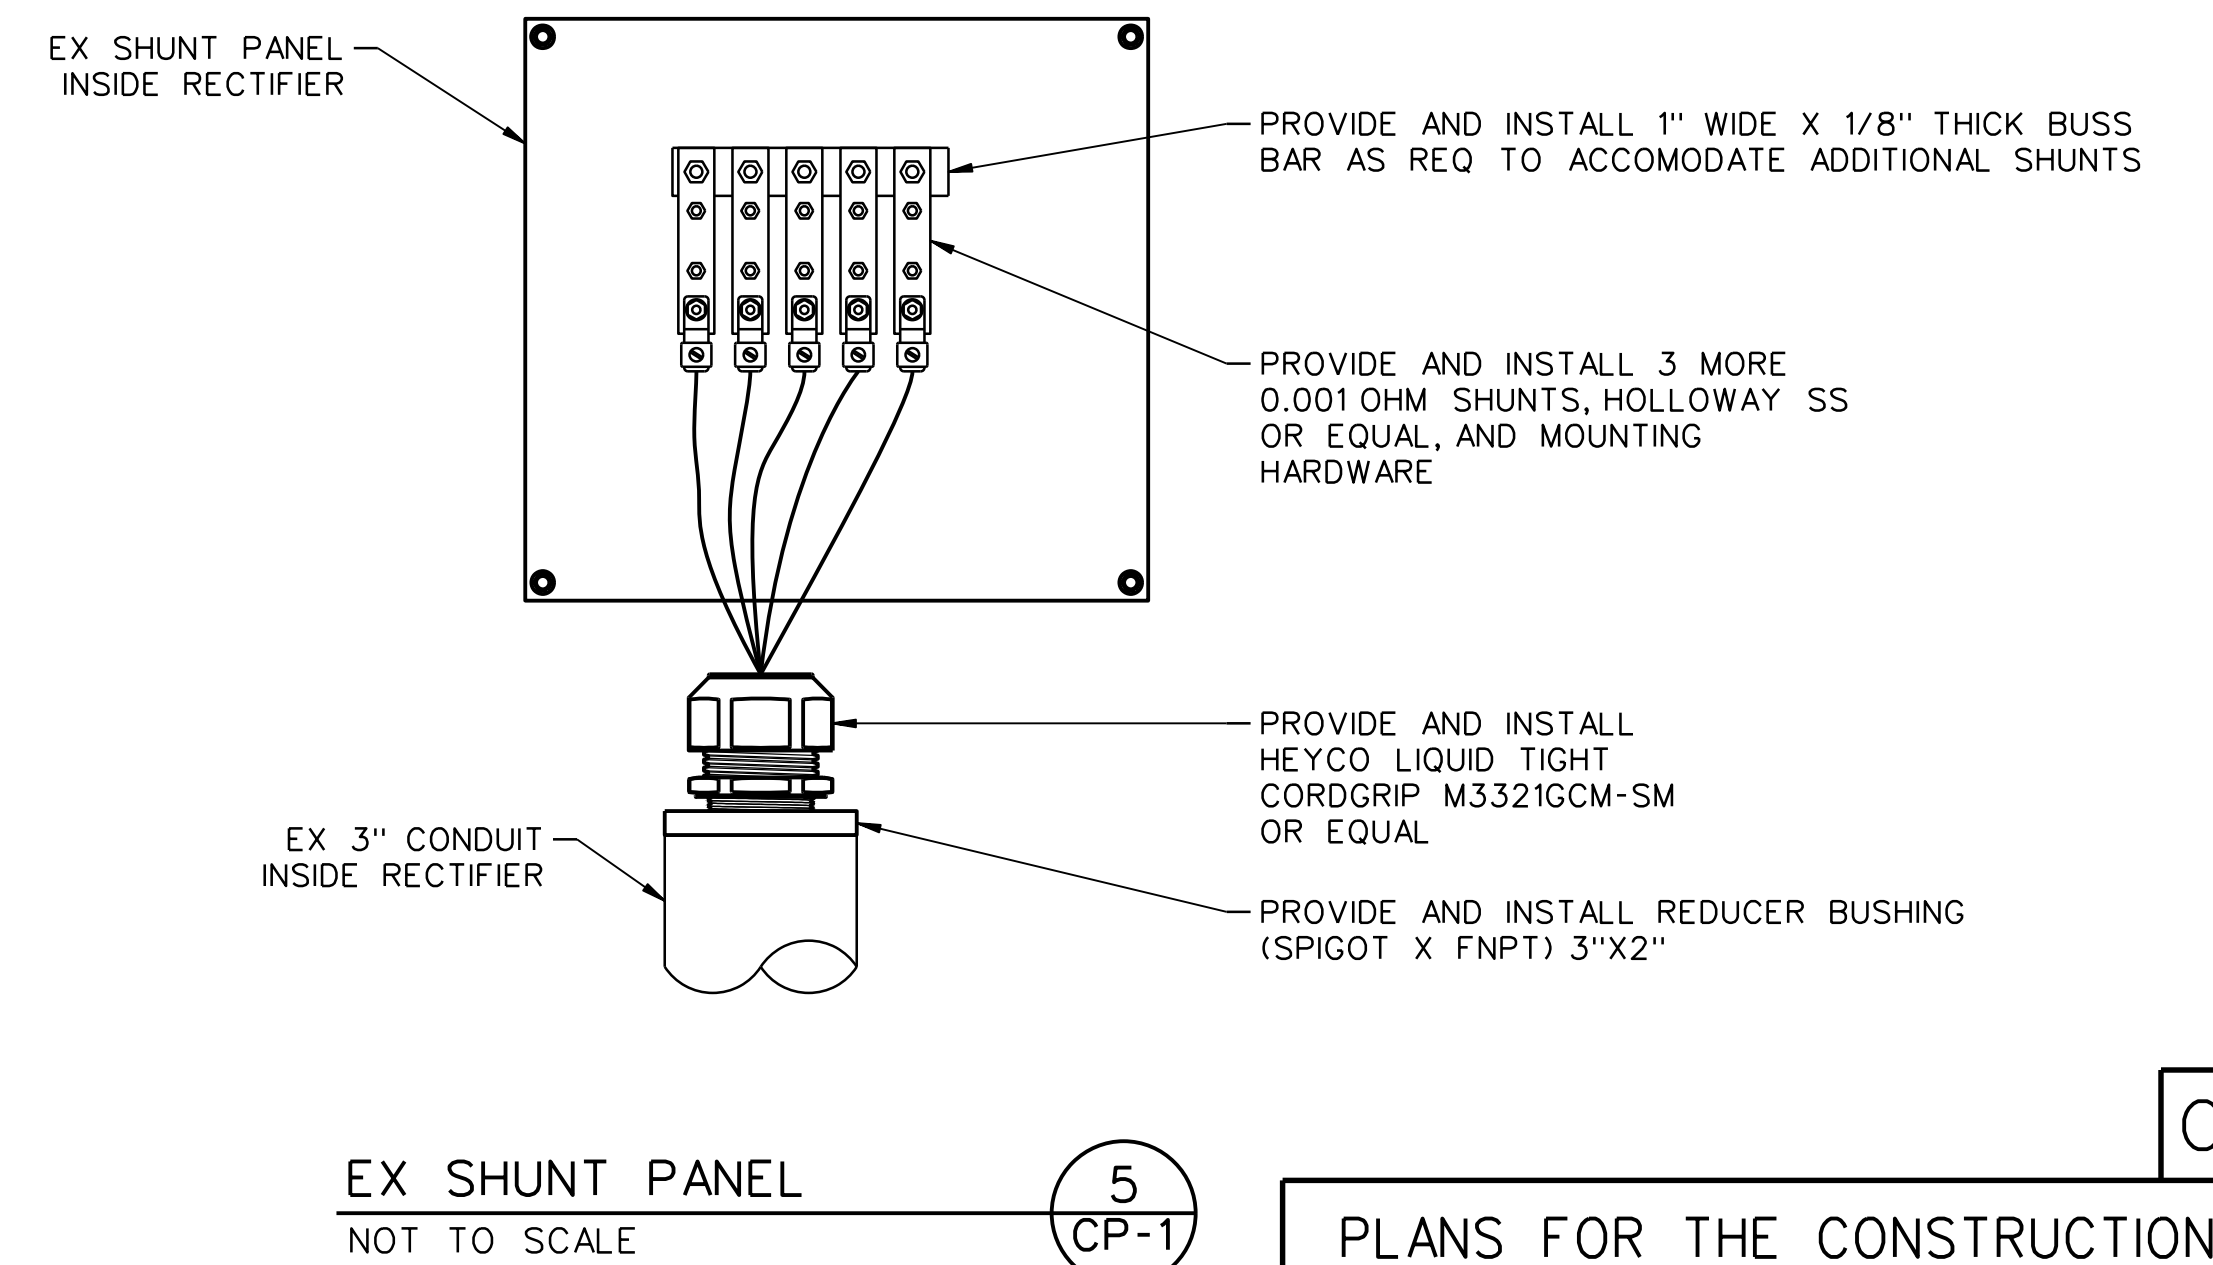 EX SHUNT PANEL
INSIDE RECTIFIER
PROVIDE AND INSTALL 1" WIDE X 1/8" THICK BUSS
BAR AS REQ TO ACCOMODATE ADDITIONAL SHUNTS
PROVIDE AND INSTALL 3 MORE
0.001 OHM SHUNTS, HOLLOWAY SS
OR EQUAL, AND MOUNTING
HARDWARE
PROVIDE AND INSTALL
HEYCO LIQUID TIGHT
CORDGRIP M3321GCM-SM
OR EQUAL
EX 3" CONDUIT
INSIDE RECTIFIER
PROVIDE AND INSTALL REDUCER BUSHING
(SPIGOT X FNPT) 3"X2"
EX SHUNT PANEL
NOT TO SCALE
5
CP-1
PLANS FOR THE CONSTRUCTION